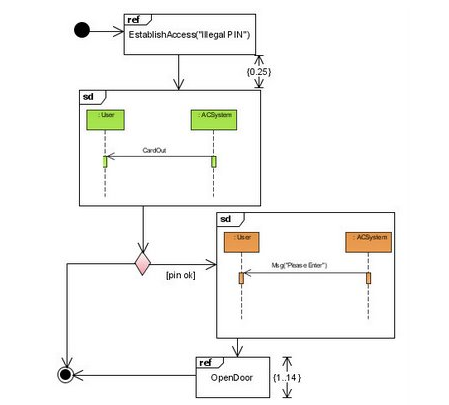 ref
EstablishAccess("Illegal PIN")
{0.25}
sd
: User
: ACSystem
CardOut
sd
: User
: ACSystem
Msg("Please Enter")
[pin ok]
ref
OpenDoor
{1..14 }